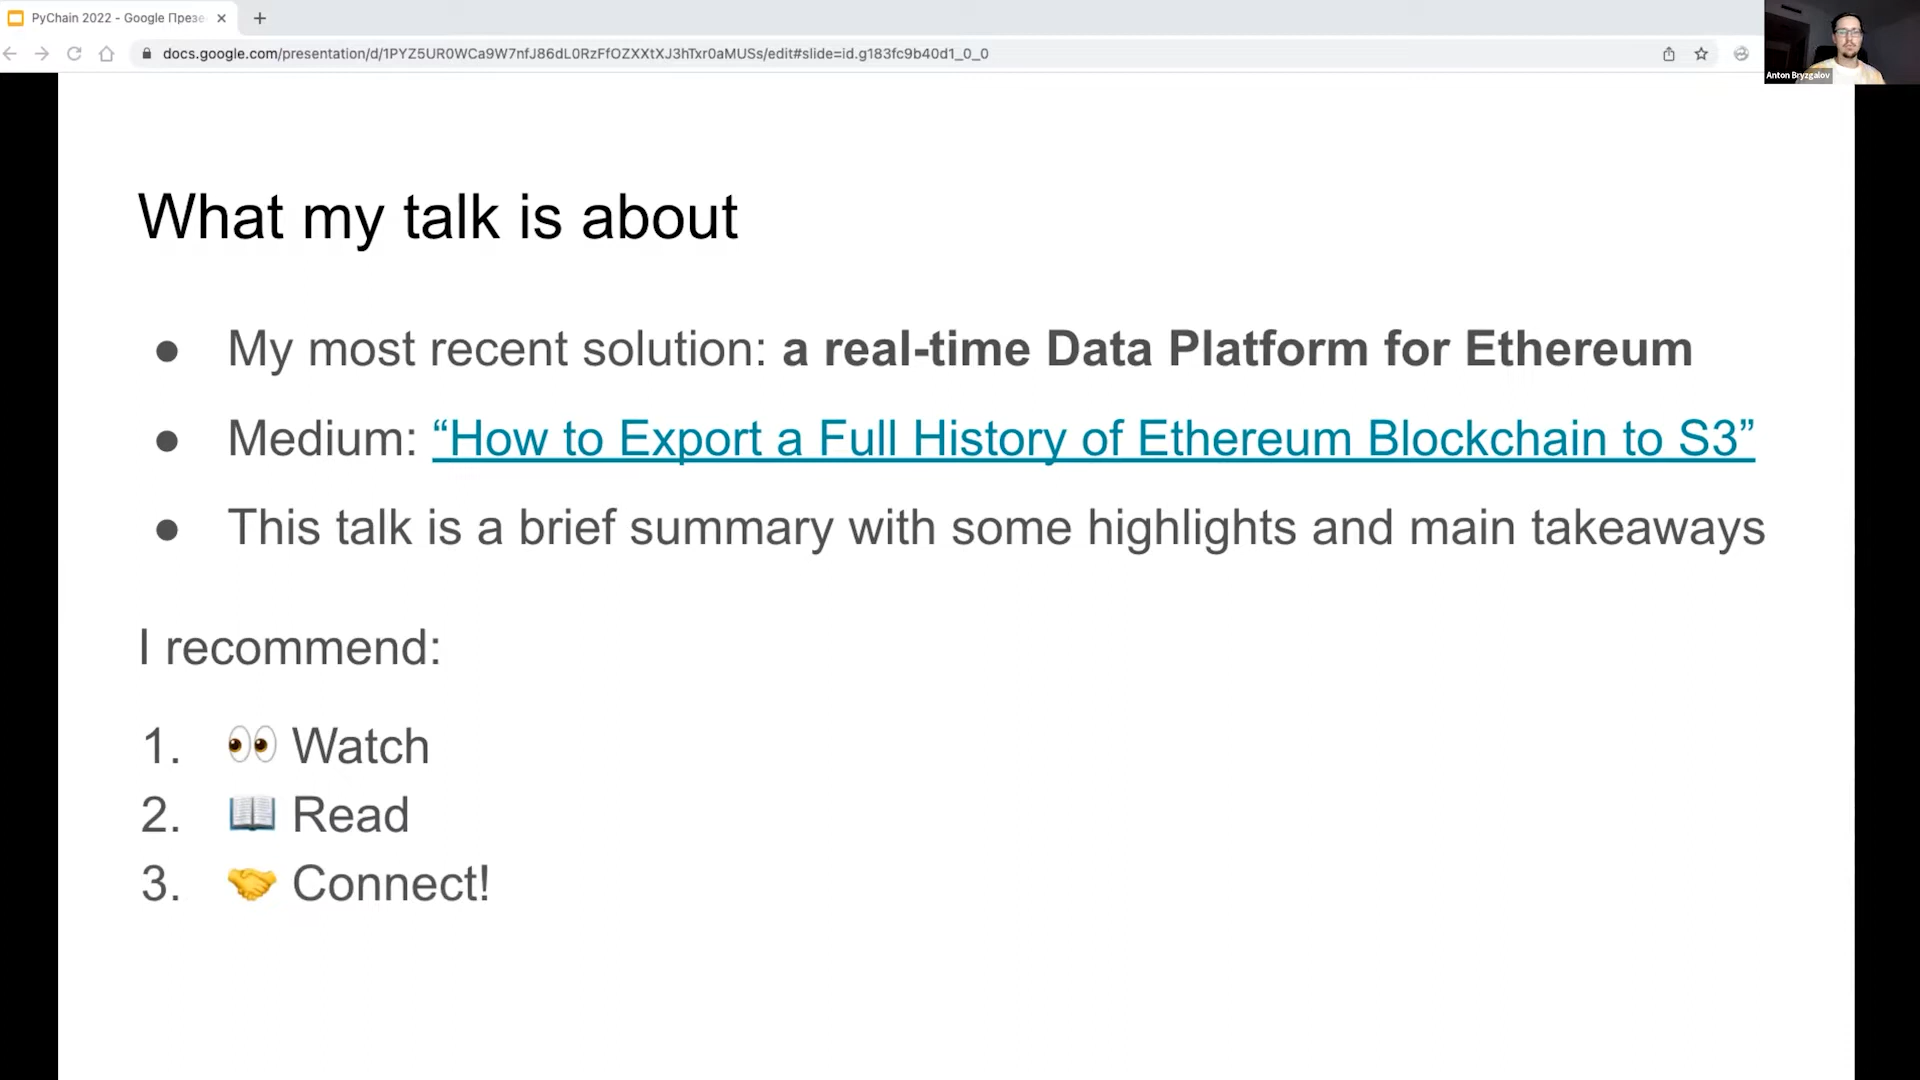 PyChain 2022 - Google Презе
docs.google.com/presentation/d/1PYZ5UR0WCa9W7nfJ86dL0RzFfOZXXtXJ3hTxr0aMUSs/edit#slide=id.g183fc9b40d1_0_0
Anton Bryzgalov
What my talk is about
● My most recent solution: a real-time Data Platform for Ethereum
● Medium: “How to Export a Full History of Ethereum Blockchain to S3”
● This talk is a brief summary with some highlights and main takeaways
I recommend:
1. 👀 Watch
2. 📖 Read
3. 🤝 Connect!